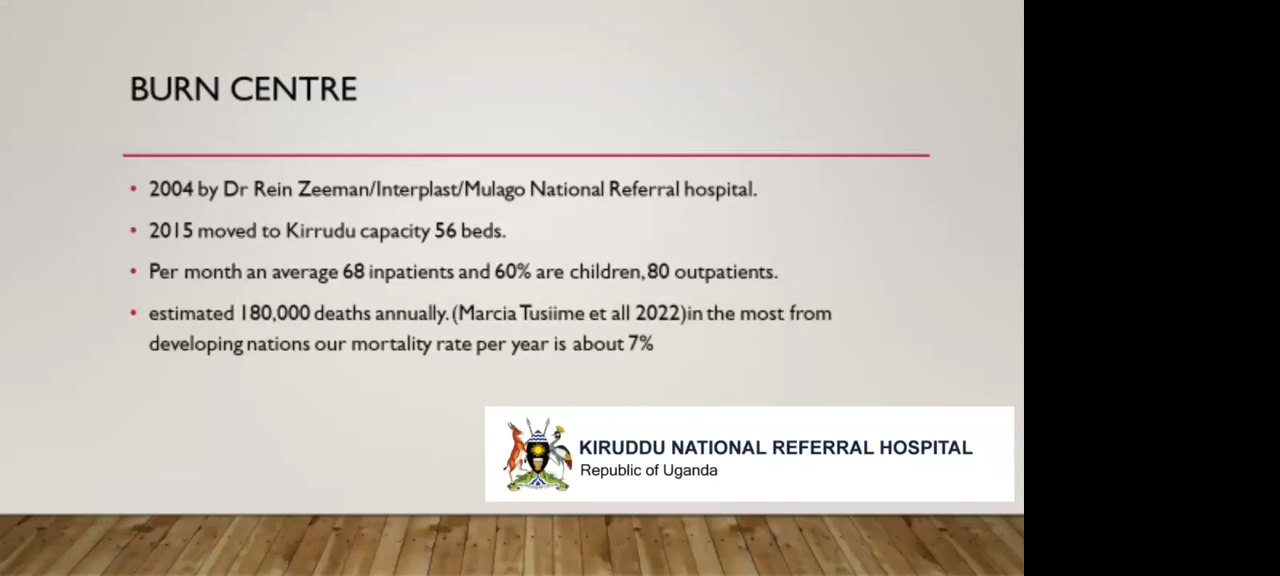 BURN CENTRE
• 2004 by Dr Rein Zeeman/Interplast/Mulago National Referral hospital.
• 2015 moved to Kirrudu capacity 56 beds.
• Per month an average 68 inpatients and 60% are children,80 outpatients.
• estimated 180,000 deaths annually.(Marcia Tusiime et all 2022)in the most from
developing nations our mortality rate per year is about 7%
KIRUDDU NATIONAL REFERRAL HOSPITAL
Republic of Uganda